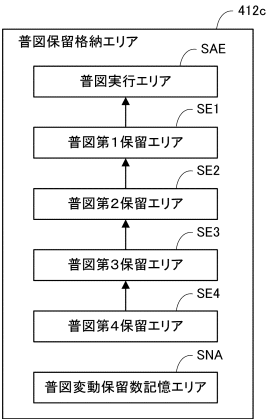 412c
普図保留格納エリア
SAE
普図実行エリア
SE1
普図第1保留エリア
SE2
普図第2保留エリア
SE3
普図第3保留エリア
SE4
普図第4保留エリア
SNA
普図変動保留数記憶エリア